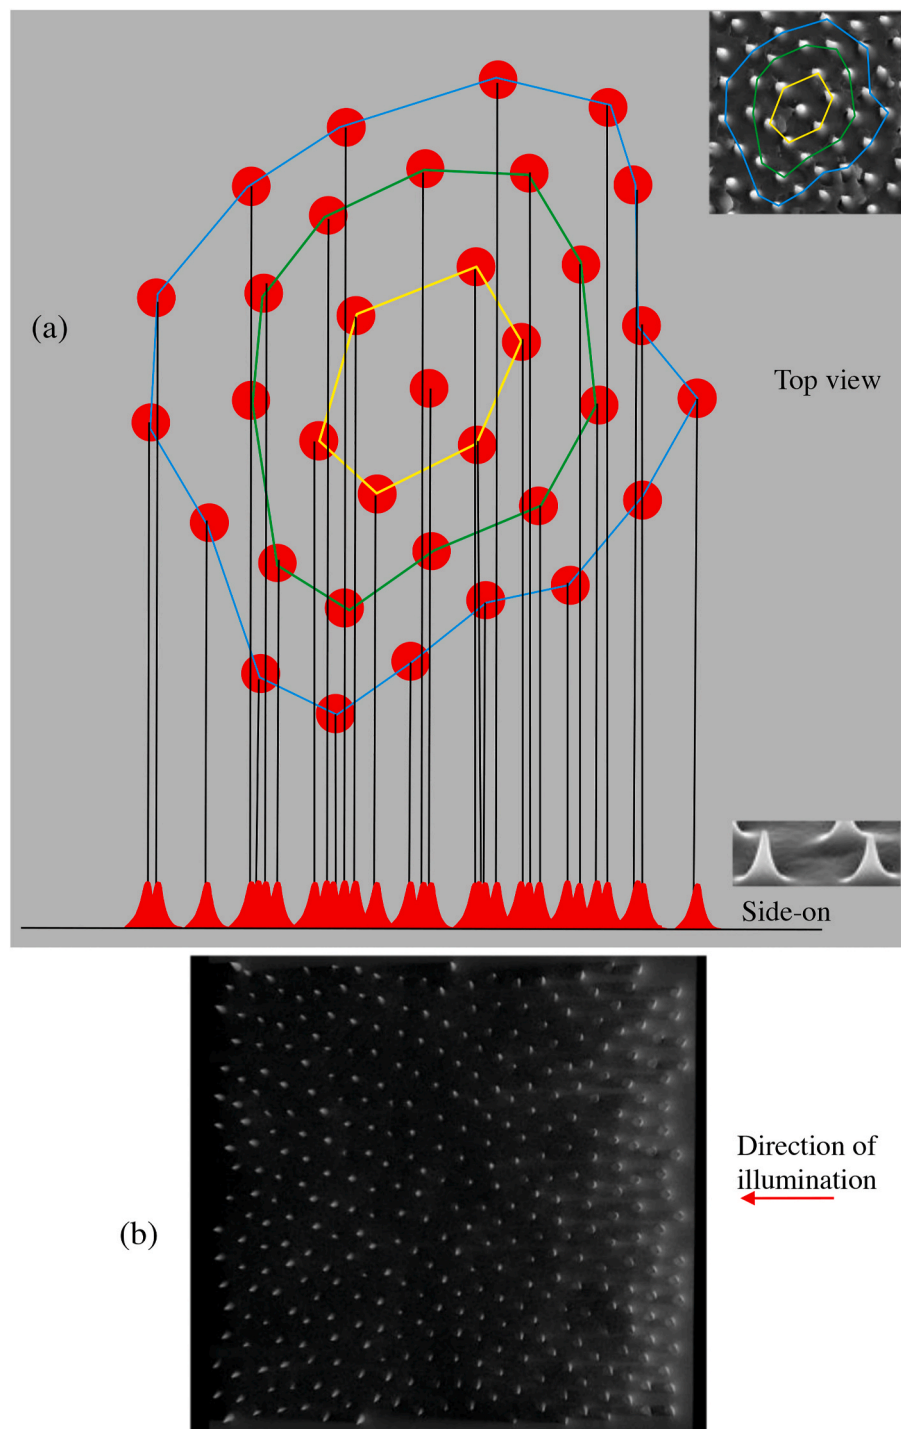 (a)
Top view
Side-on
Direction of
illumination
(b)